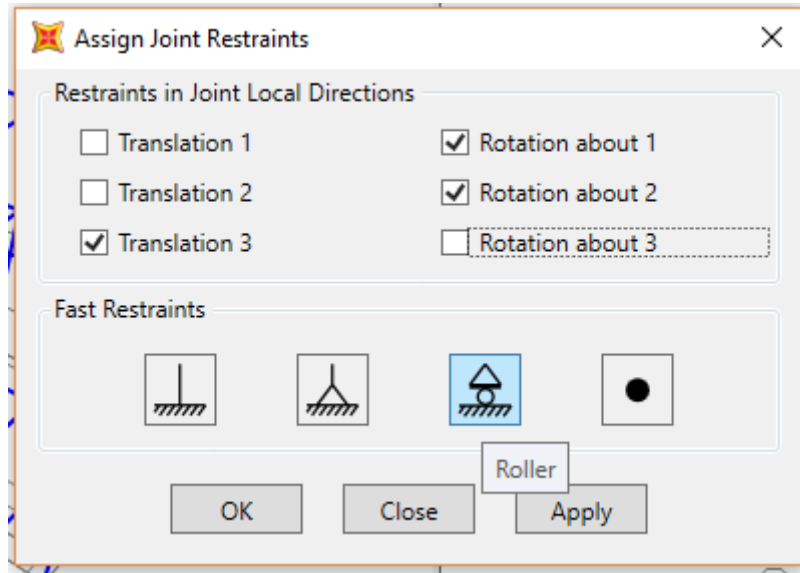 Assign Joint Restraints
Restraints in Joint Local Directions
Translation 1
Rotation about 1
Translation 2
Rotation about 2
Translation 3
Rotation about 3
Fast Restraints
Roller
OK
Close
Apply